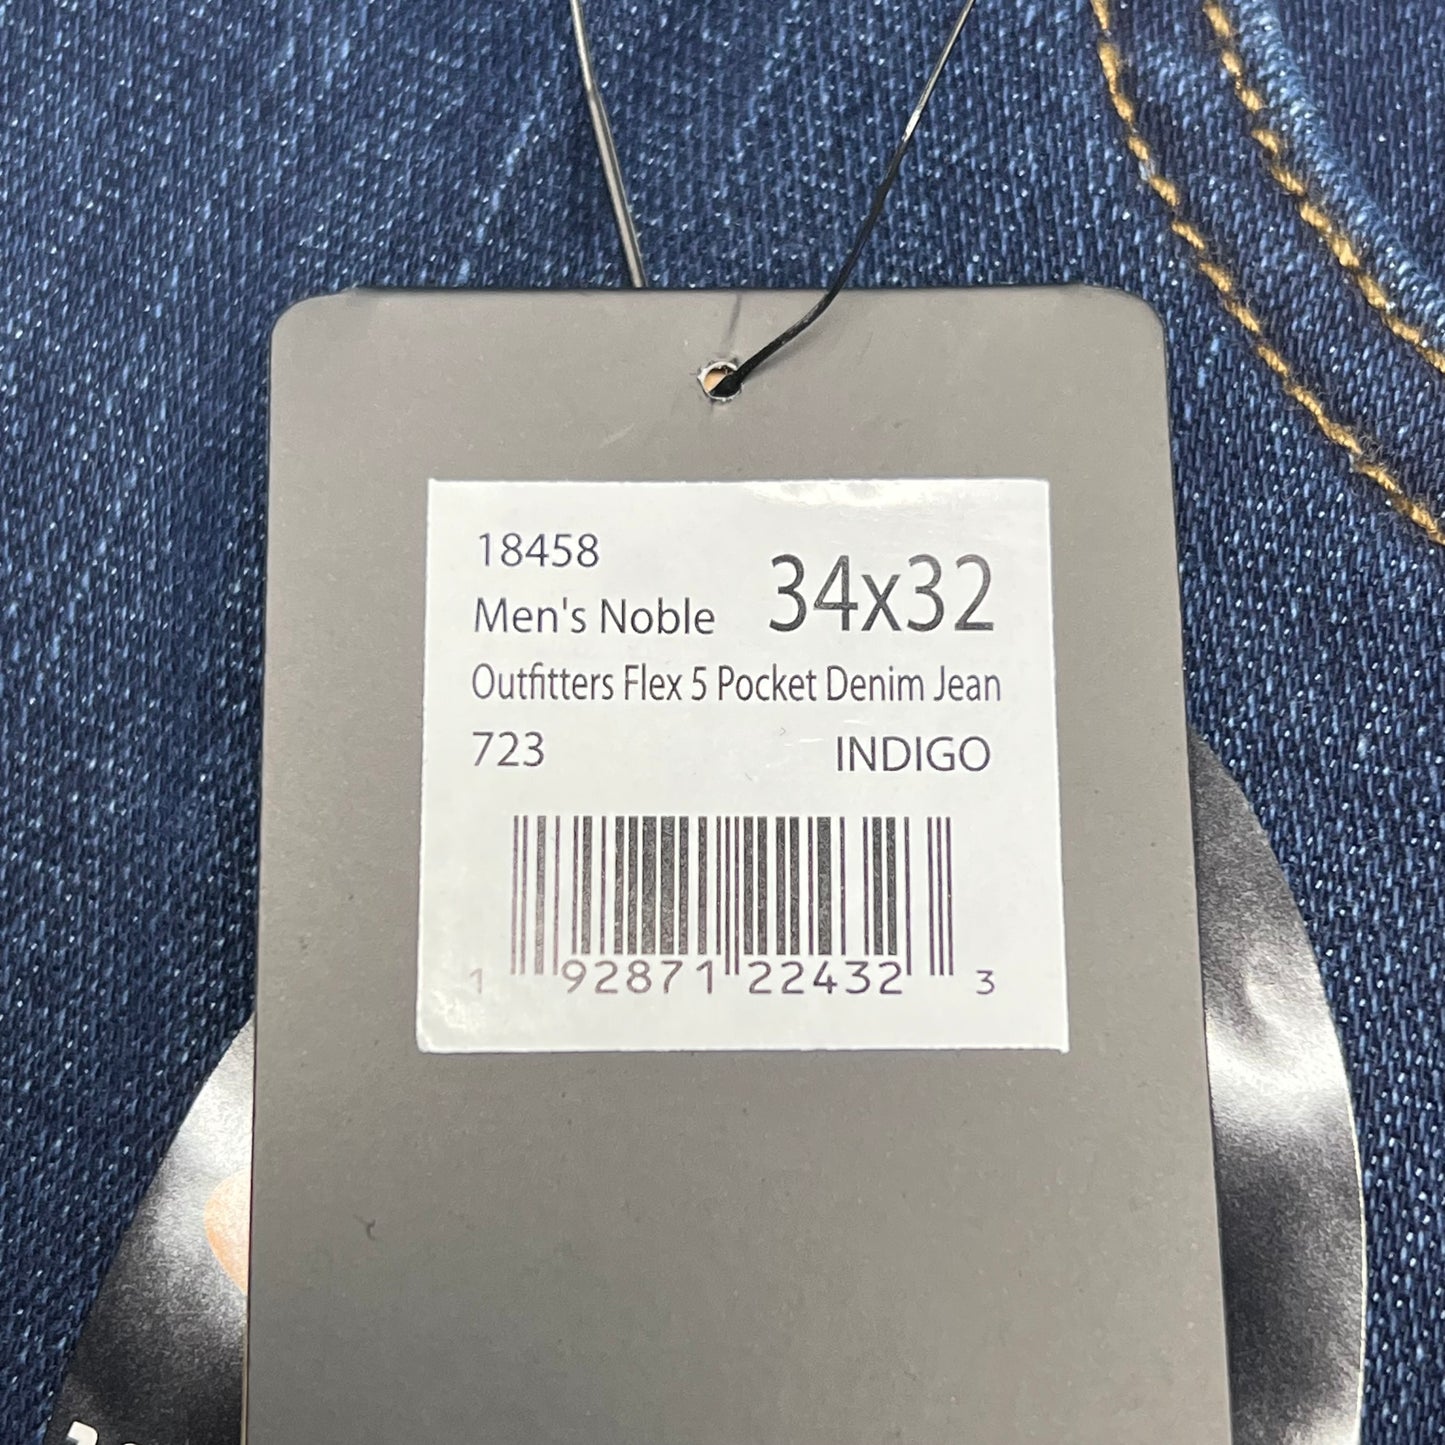 18458
Men's Noble 34x32
Outfitters Flex 5 Pocket Denim Jean
723 INDIGO
1 92871 22432 3